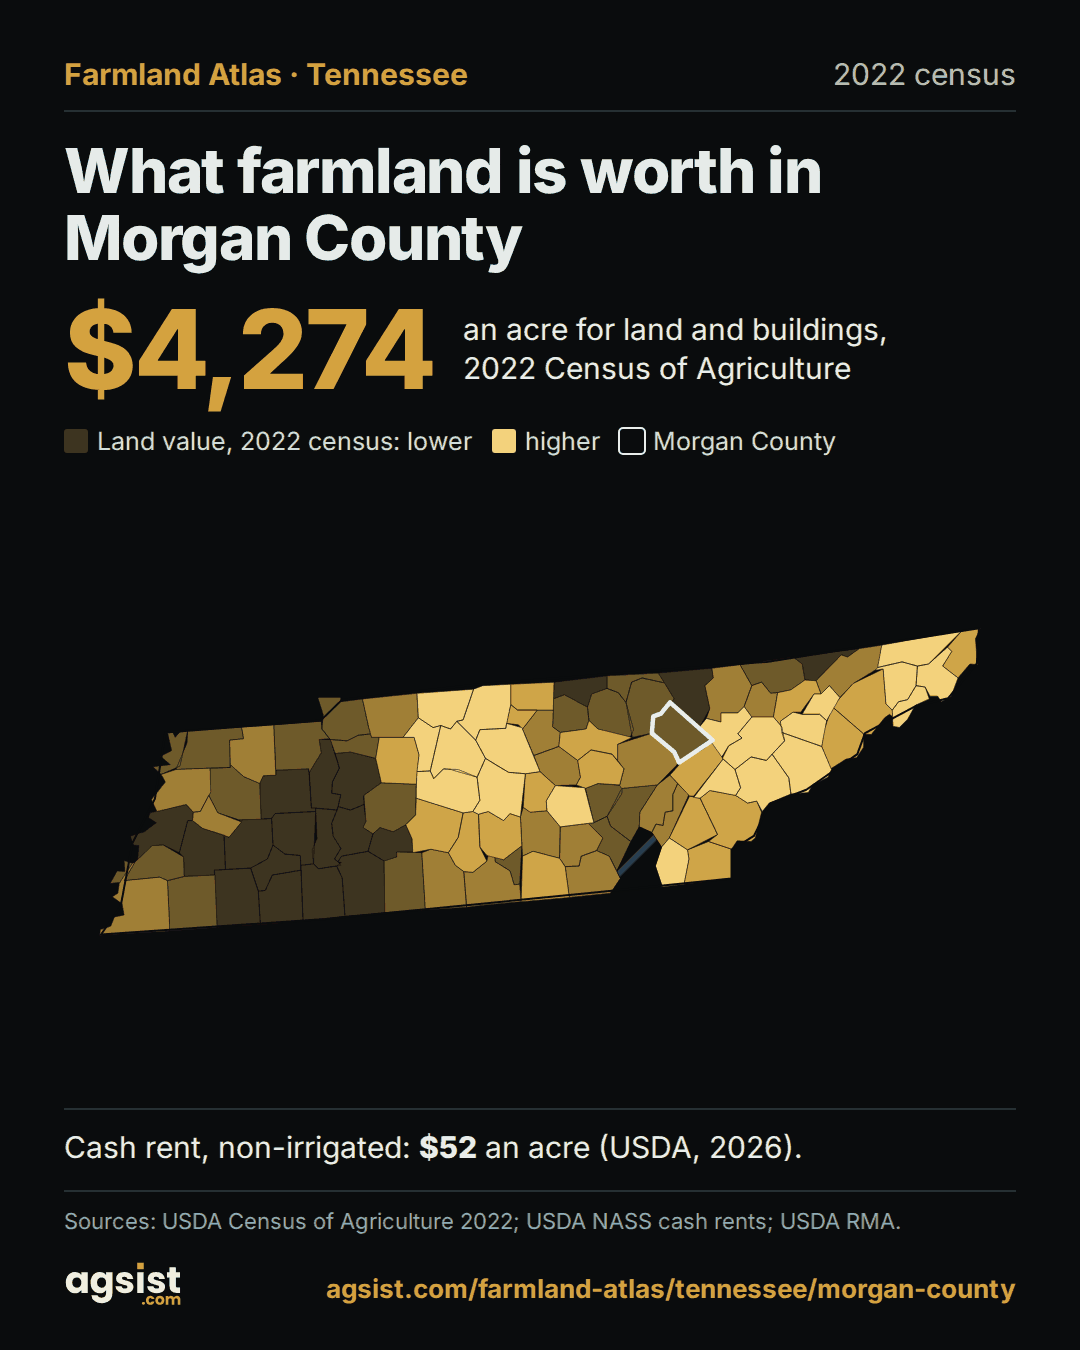 Farmland Atlas · Tennessee
2022 census
What farmland is worth in
Morgan County
$4,274
an acre for land and buildings,
2022 Census of Agriculture
Land value, 2022 census: lower
higher
Morgan County
Cash rent, non-irrigated: $52 an acre (USDA, 2026).
Sources: USDA Census of Agriculture 2022; USDA NASS cash rents; USDA RMA.
agsist
.com
agsist.com/farmland-atlas/tennessee/morgan-county